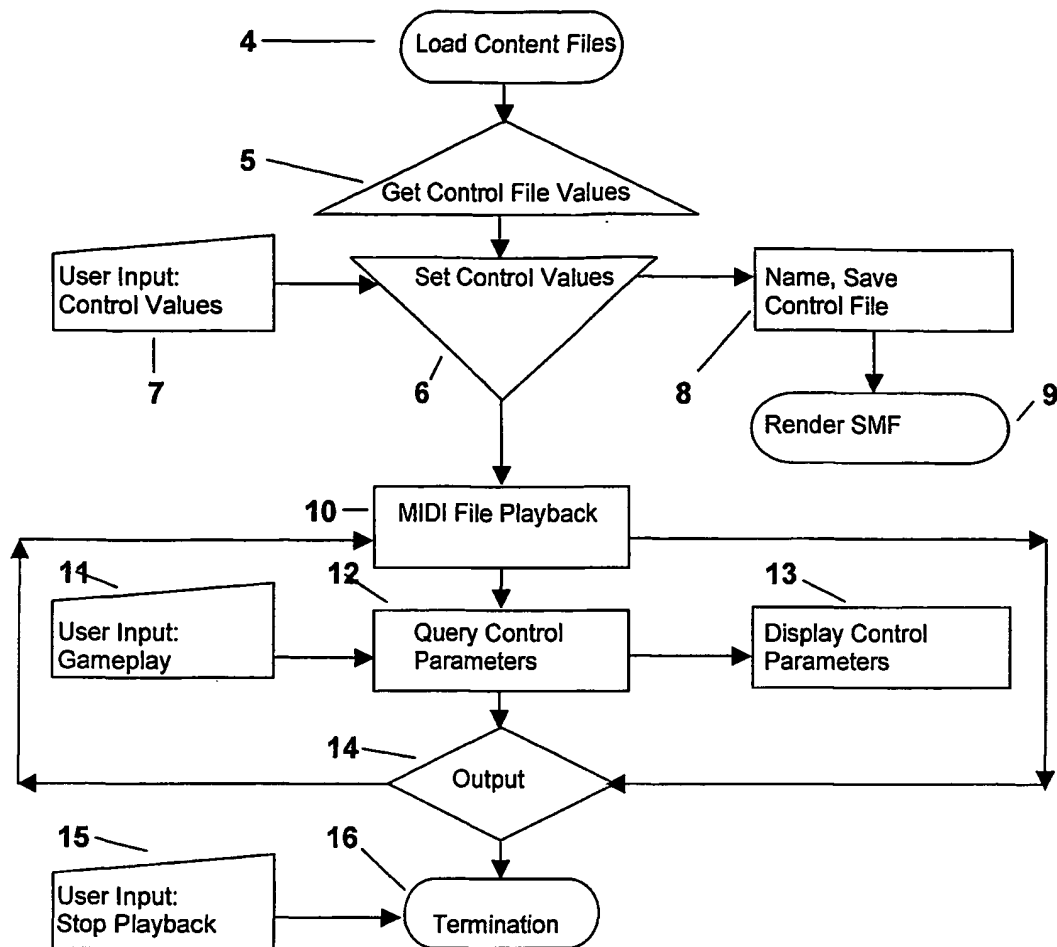 4
Load Content Files
5
Get Control File Values
User Input:
Control Values
Set Control Values
Name, Save
Control File
7
6
8
9
Render SMF
10
MIDI File Playback
11
12
13
User Input:
Gameplay
Query Control
Parameters
Display Control
Parameters
14
Output
15
16
User Input:
Stop Playback
Termination